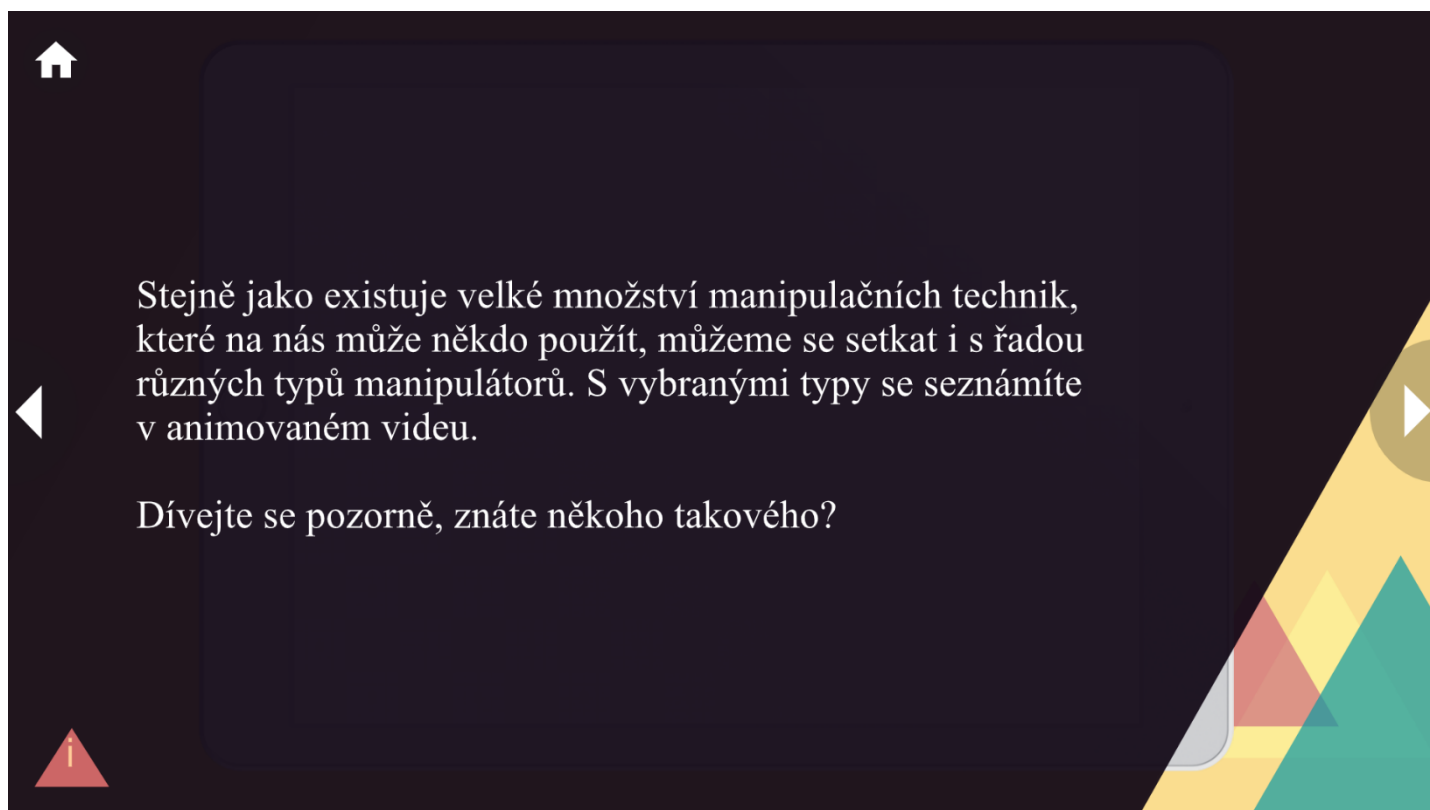 Stejně jako existuje velké množství manipulačních technik,
které na nás může někdo použít, můžeme se setkat i s řadou
různých typů manipulátorů. S vybranými typy se seznámíte
v animovaném videu.
Dívejte se pozorně, znáte někoho takového?
i